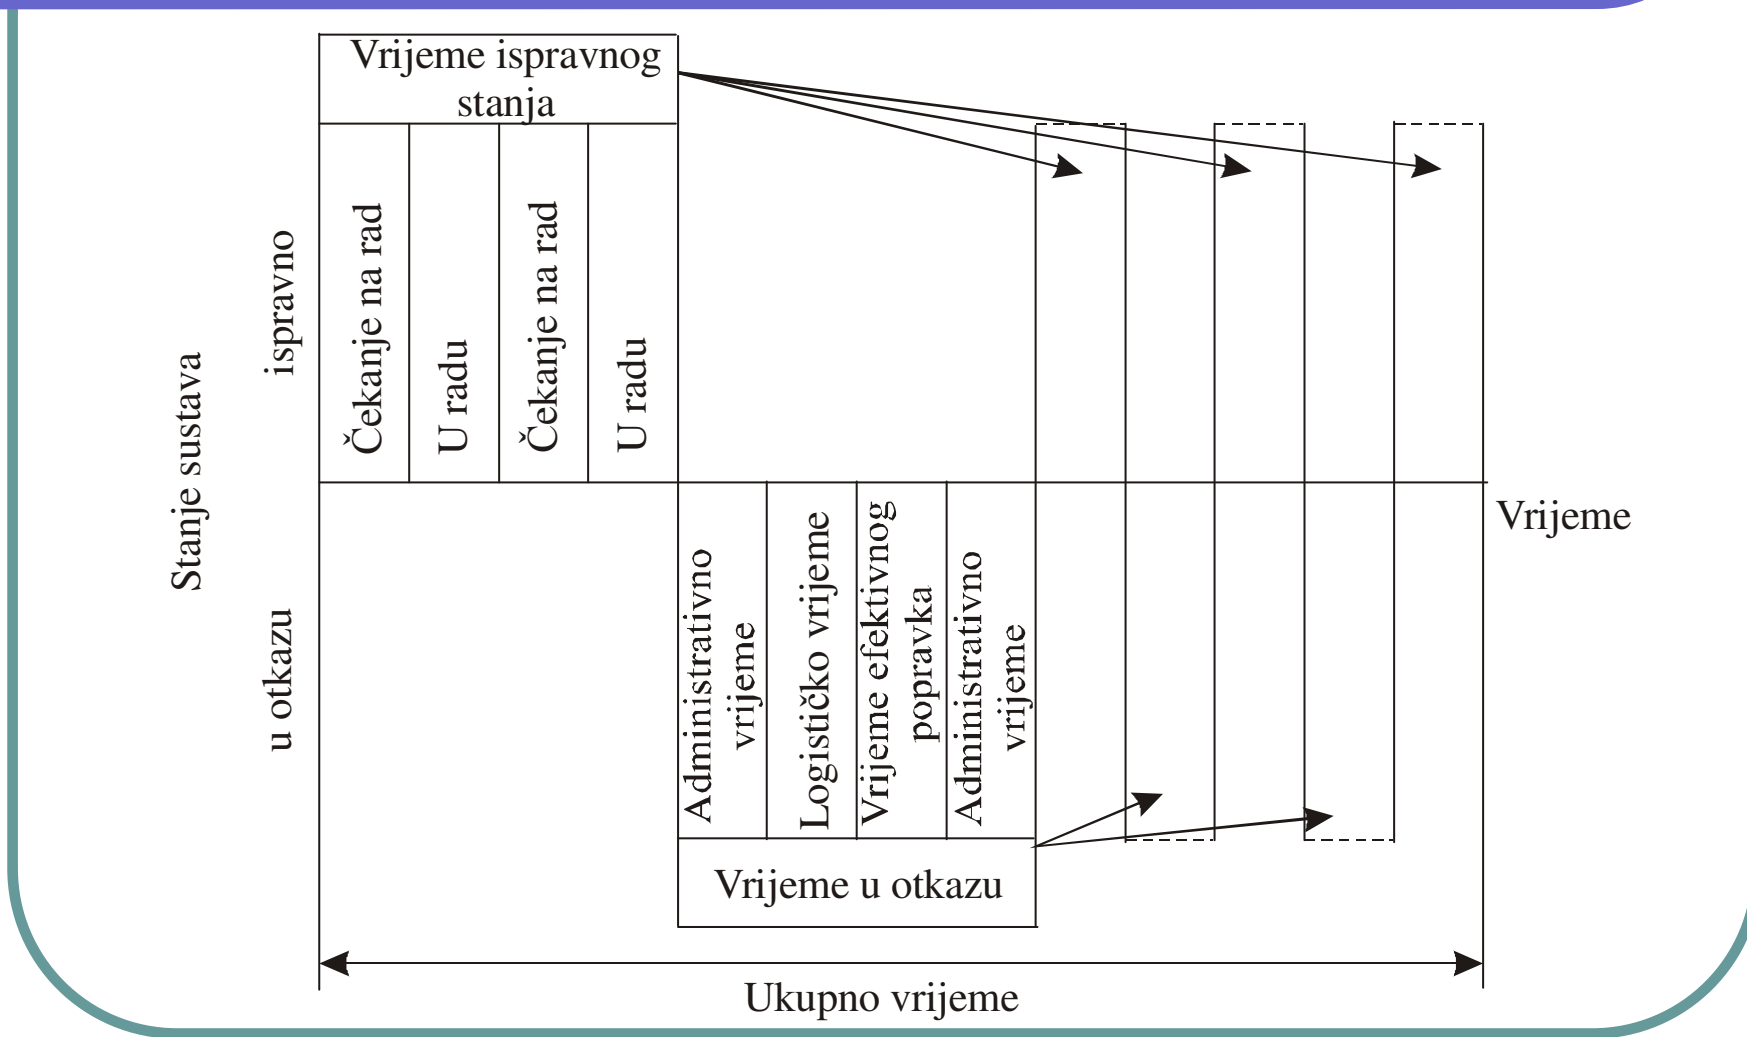 Vrijeme ispravnog
stanja
Stanje sustava
ispravno
u otkazu
Čekanje na rad
U radu
Čekanje na rad
U radu
Vrijeme
Administrativno
vrijeme
Logističko vrijeme
Vrijeme efektivnog
popravka
Administrativno
vrijeme
Vrijeme u otkazu
Ukupno vrijeme